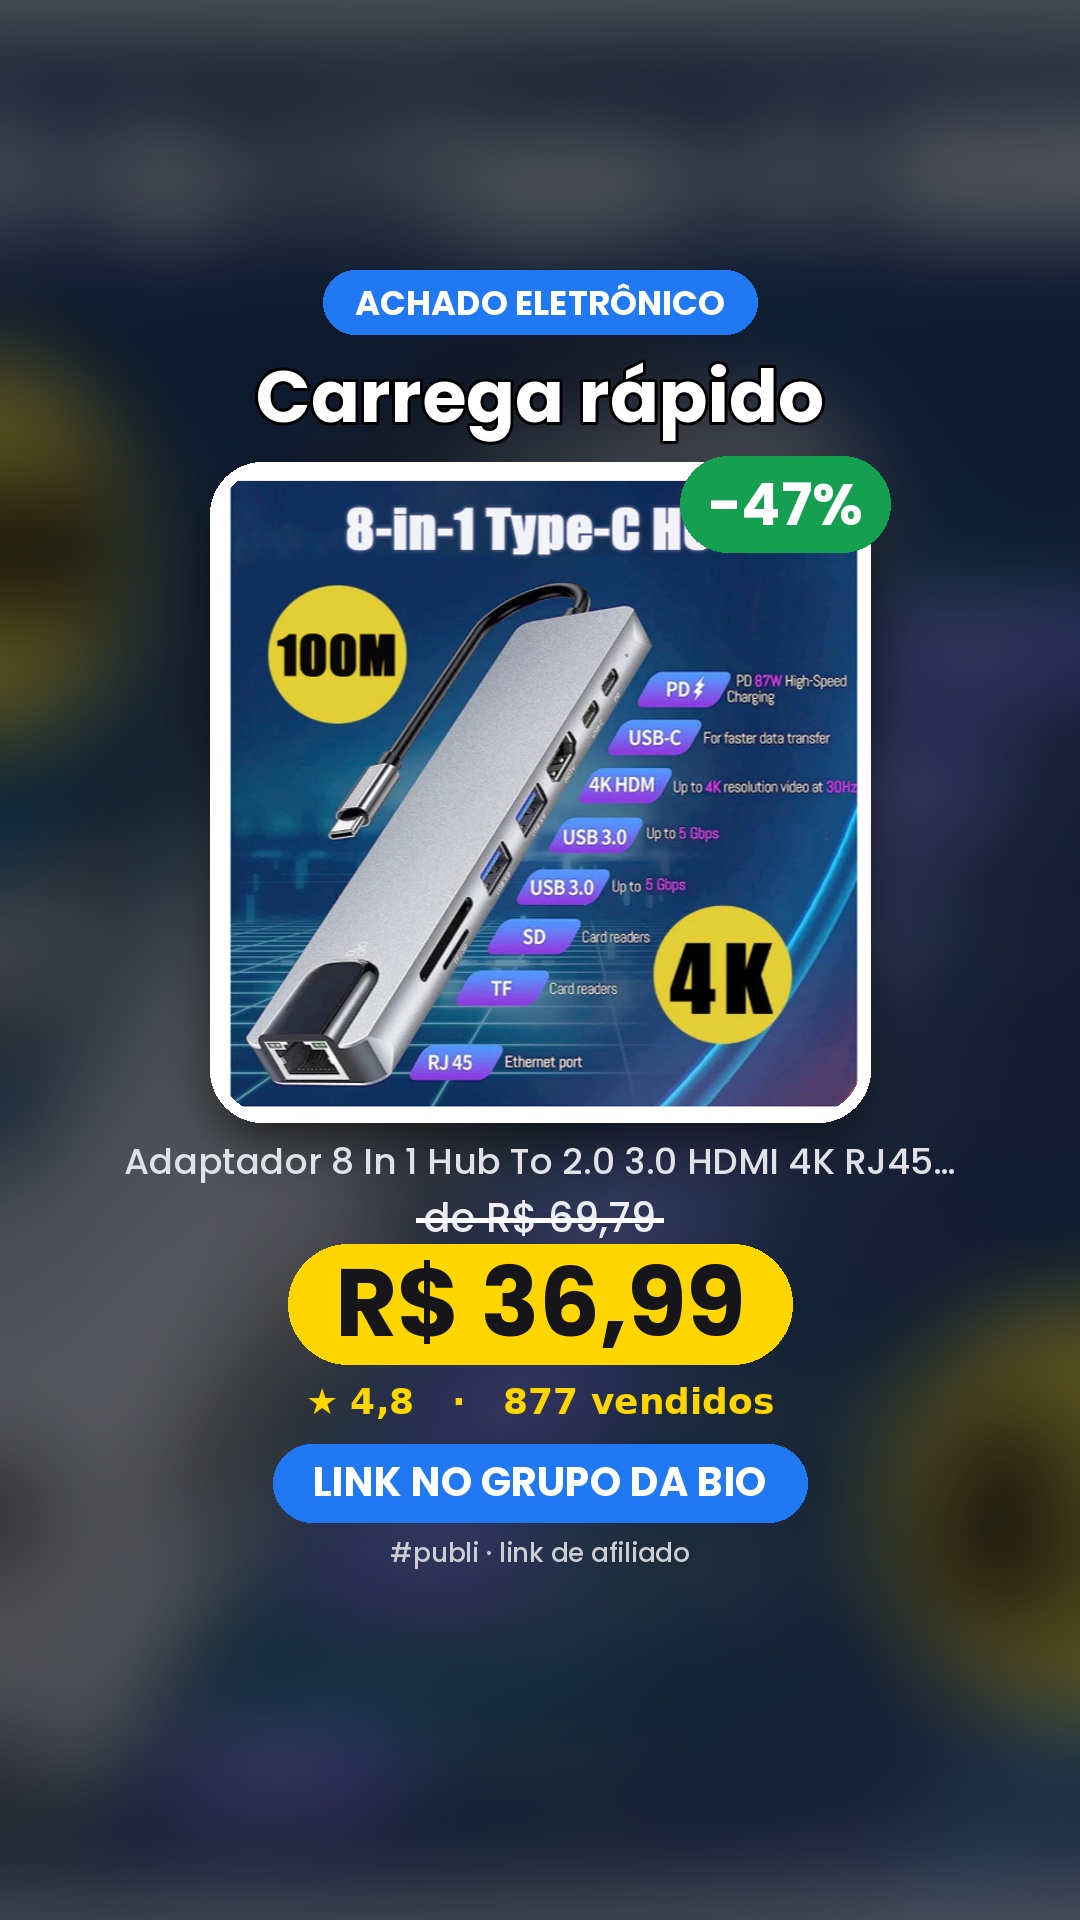 ACHADO ELETRÔNICO
Carrega rápido
-47%
8-in-1 Type-C
100M
PD
PD 87W High-Speed
Charging
USB-C For faster data transfer
4K HDM Up to 4K resolution video at 30Hz
USB 3.0 Up to 5 Gbps
USB 3.0 Up to 5 Gbps
SD Card readers
4K
TF Card readers
RJ 45 Ethernet port
Adaptador 8 In 1 Hub To 2.0 3.0 HDMI 4K RJ45...
de R$ 69,79
R$ 36,99
★ 4,8 · 877 vendidos
LINK NO GRUPO DA BIO
#publi · link de afiliado